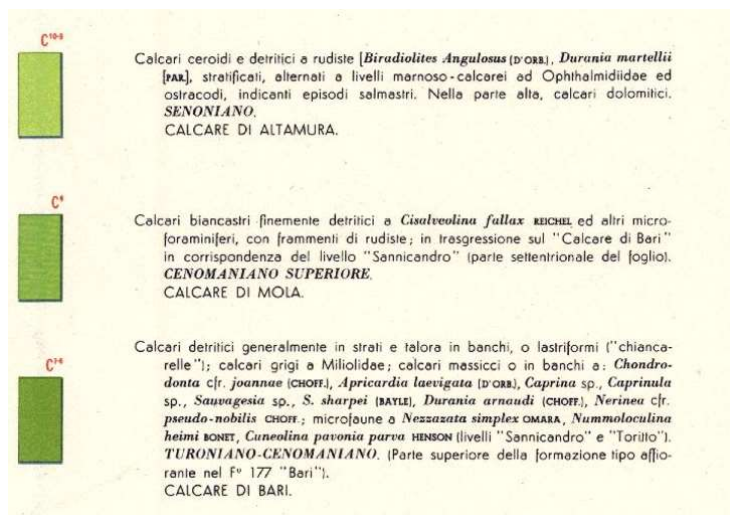 C10-9
Calcari ceroidi e detritici a rudiste [Biradiolites Angulosus (D'ORB.), Durania martellii
[PAR.], stratificati, alternati a livelli marnoso-calcarei ad Ophthalmidiidae ed
ostracodi, indicanti episodi salmastri. Nella parte alta, calcari dolomitici.
SENONIANO.
CALCARE DI ALTAMURA.
Calcari biancastri finemente detritici a Cisalveolina fallax REICHEL ed altri micro-
foraminiferi, con frammenti di rudiste; in trasgressione sul "Calcare di Bari"
in corrispondenza del livello "Sannicandro" (parte settentrionale del foglio).
CENOMANIANO SUPERIORE.
CALCARE DI MOLA.
Calcari detritici generalmente in strati e talora in banchi, o lastriformi ("chianca-
relle"); calcari grigi a Miliolidae; calcari massicci o in banchi a: Chondro-
donta cfr. joannae (CHOFF.), Apricardia laevigata (D'ORB.), Caprina sp., Caprinula
sp., Sauvagesia sp., S. sharpei (BAYLE), Durania arnaudi (CHOFF.), Nerinea cfr.
pseudo-nobilis CHOFF.; microfaune a Nezzazata simplex OMARA, Nummoloculina
heimi BONET, Cuneolina pavonia parva HENSON (livelli "Sannicandro" e "Toritto").
TURONIANO-CENOMANIANO. (Parte superiore della formazione tipo affio-
rante nel Fº 177 "Bari").
CALCARE DI BARI.